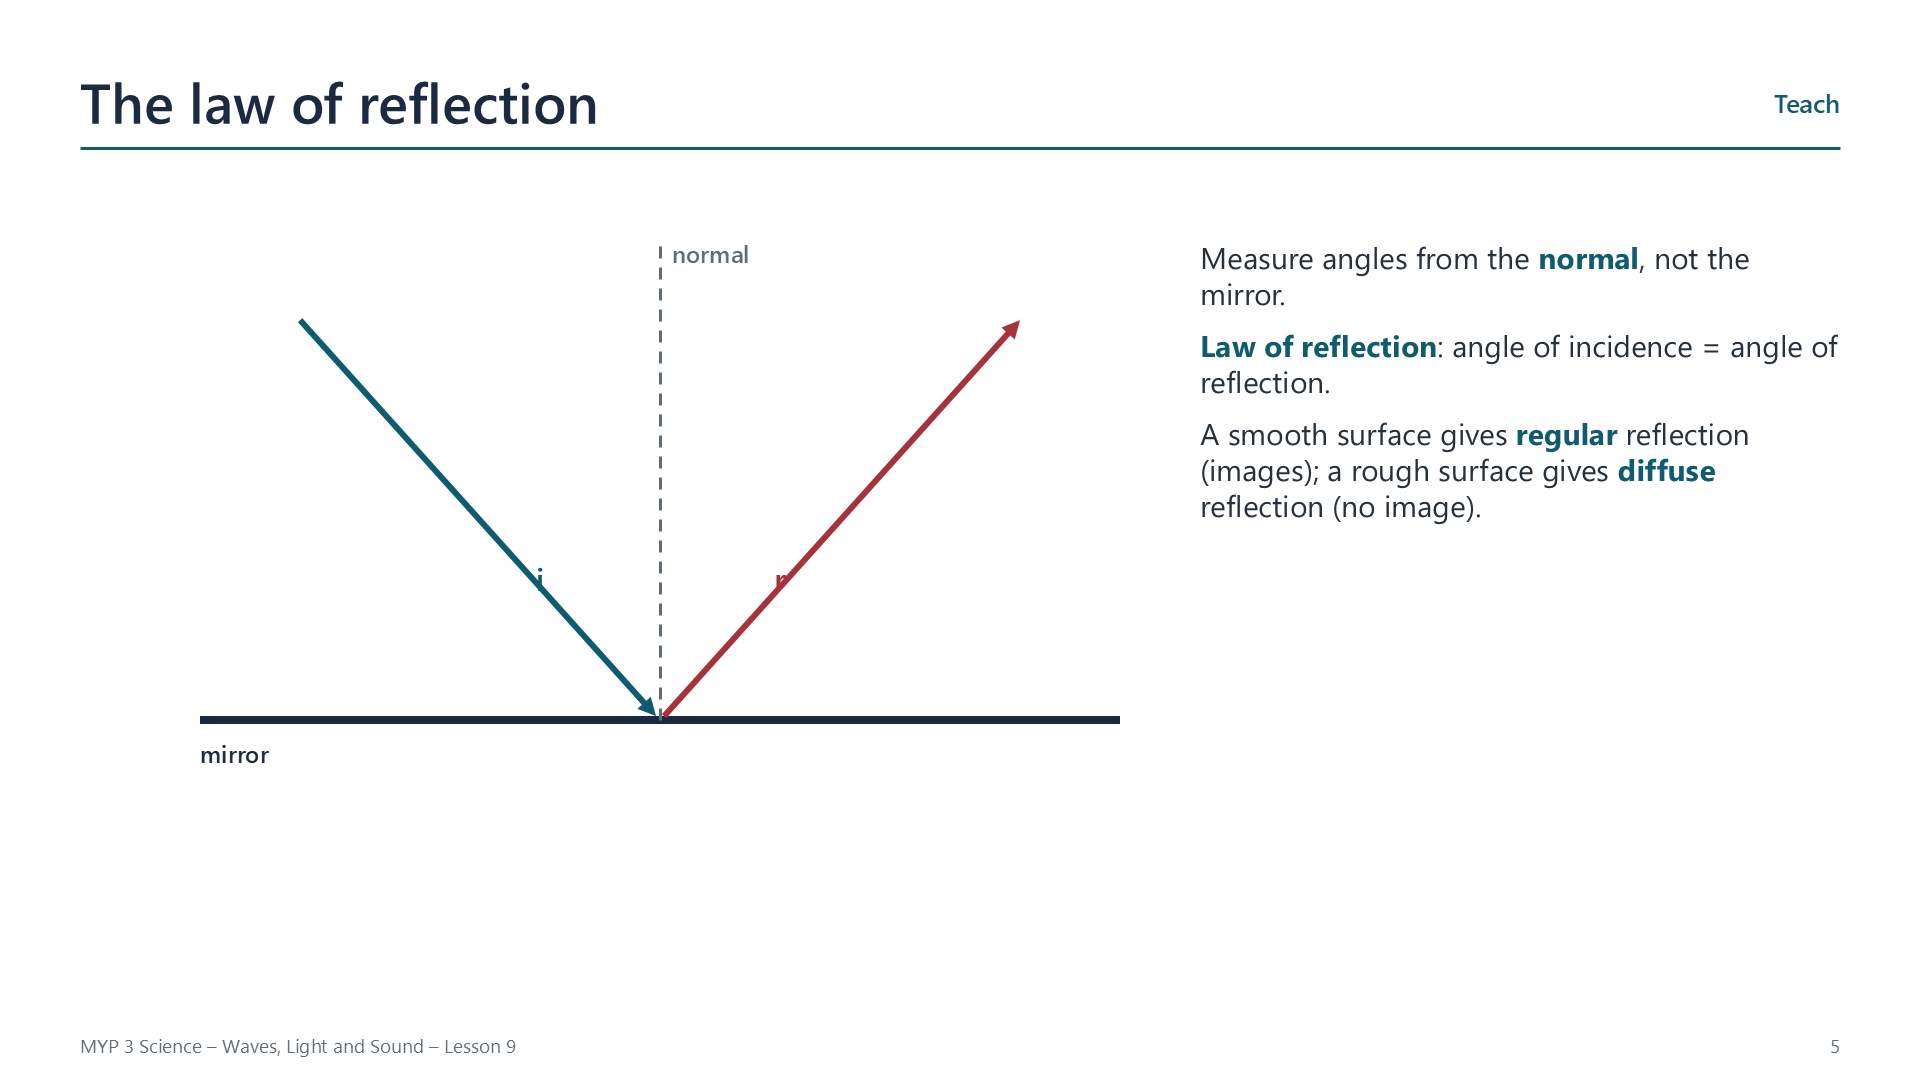 The law of reflection
Teach
normal
i
r
mirror
Measure angles from the normal, not the
mirror.
Law of reflection: angle of incidence = angle of
reflection.
A smooth surface gives regular reflection
(images); a rough surface gives diffuse
reflection (no image).
MYP 3 Science – Waves, Light and Sound – Lesson 9
5